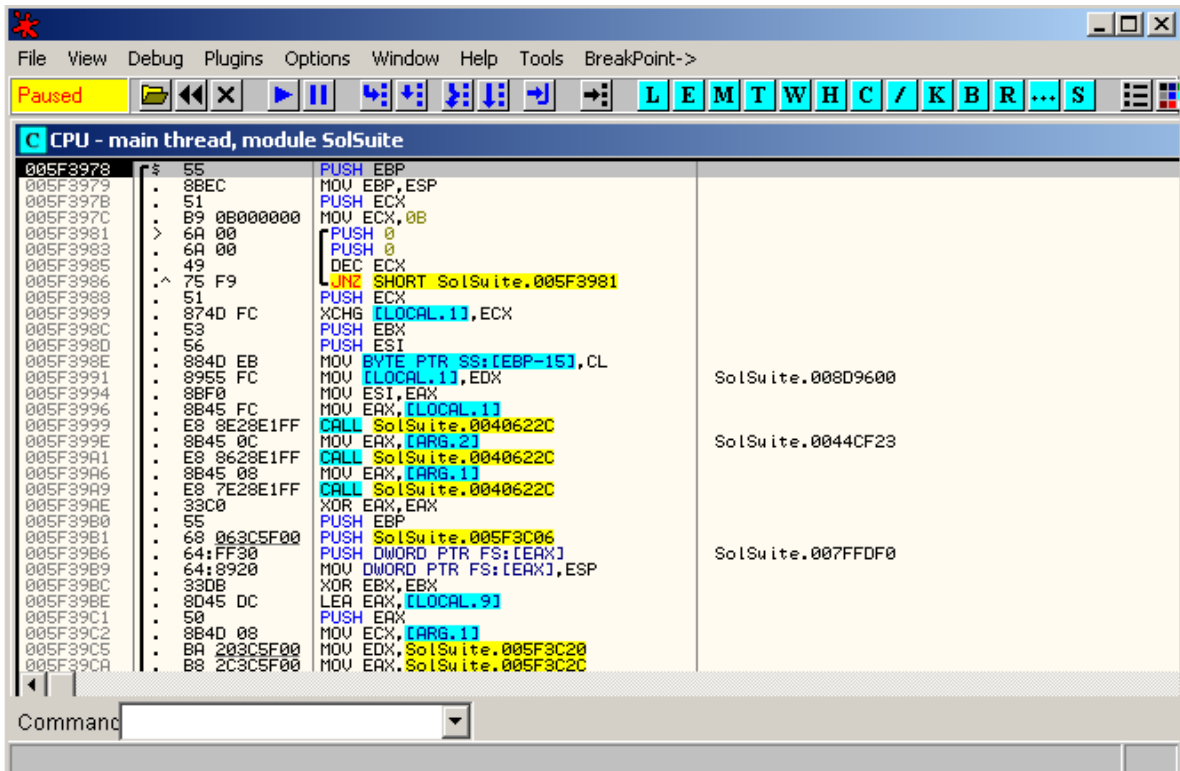 File View Debug Plugins Options Window Help Tools BreakPoint->
Paused L E M T W H C / K B R ... S
C CPU - main thread, module SolSuite
005F3978 $ 55 PUSH EBP
005F3979 . 8BEC MOV EBP,ESP
005F397B . 51 PUSH ECX
005F397C . B9 0B000000 MOV ECX,0B
005F3981 > 6A 00 PUSH 0
005F3983 . 6A 00 PUSH 0
005F3985 . 49 DEC ECX
005F3986 .^ 75 F9 JNZ SHORT SolSuite.005F3981
005F3988 . 51 PUSH ECX
005F3989 . 874D FC XCHG [LOCAL.1],ECX
005F398C . 53 PUSH EBX
005F398D . 56 PUSH ESI
005F398E . 884D EB MOV BYTE PTR SS:[EBP-15],CL
005F3991 . 8955 FC MOV [LOCAL.1],EDX SolSuite.008D9600
005F3994 . 8BF0 MOV ESI,EAX
005F3996 . 8B45 FC MOV EAX,[LOCAL.1]
005F3999 . E8 8E28E1FF CALL SolSuite.0040622C
005F399E . 8B45 0C MOV EAX,[ARG.2] SolSuite.0044CF23
005F39A1 . E8 8628E1FF CALL SolSuite.0040622C
005F39A6 . 8B45 08 MOV EAX,[ARG.1]
005F39A9 . E8 7E28E1FF CALL SolSuite.0040622C
005F39AE . 33C0 XOR EAX,EAX
005F39B0 . 55 PUSH EBP
005F39B1 . 68 063C5F00 PUSH SolSuite.005F3C06
005F39B6 . 64:FF30 PUSH DWORD PTR FS:[EAX] SolSuite.007FFDF0
005F39B9 . 64:8920 MOV DWORD PTR FS:[EAX],ESP
005F39BC . 33DB XOR EBX,EBX
005F39BE . 8D45 DC LEA EAX,[LOCAL.9]
005F39C1 . 50 PUSH EAX
005F39C2 . 8B4D 08 MOV ECX,[ARG.1]
005F39C5 . BA 203C5F00 MOV EDX,SolSuite.005F3C20
005F39CA . B8 2C3C5F00 MOV EAX,SolSuite.005F3C2C
Command